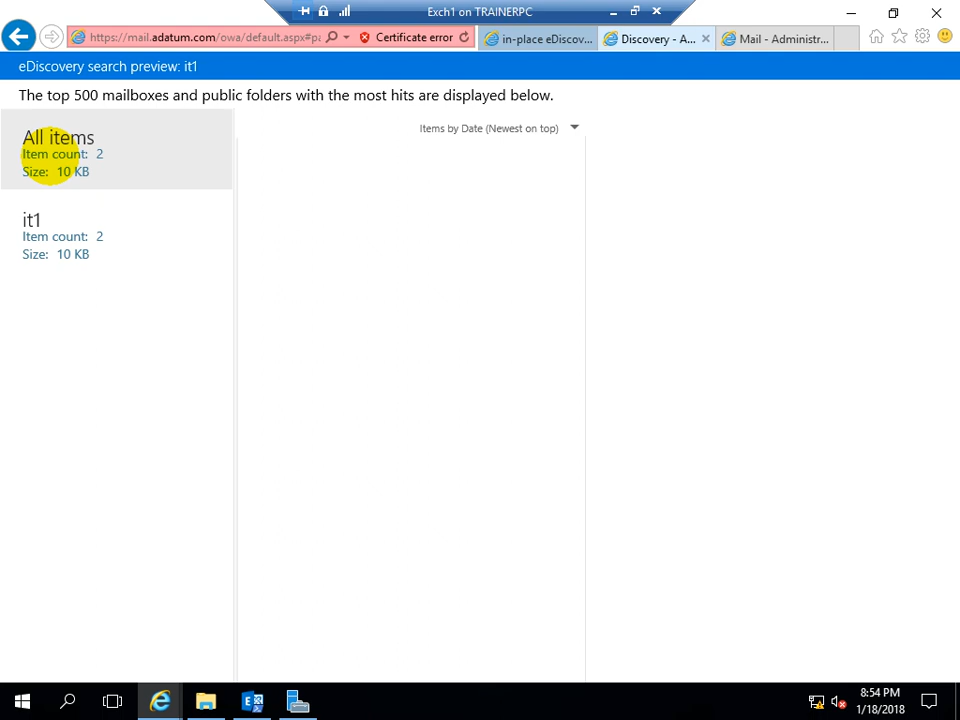 Exch1 on TRAINERPC
https://mail.adatum.com/owa/default.aspx#p
Certificate error
in-place eDiscov...
Discovery - A...
Mail - Administr...
eDiscovery search preview: it1
The top 500 mailboxes and public folders with the most hits are displayed below.
Items by Date (Newest on top)
All items
Item count: 2
Size: 10 KB
it1
Item count: 2
Size: 10 KB
8:54 PM
1/18/2018